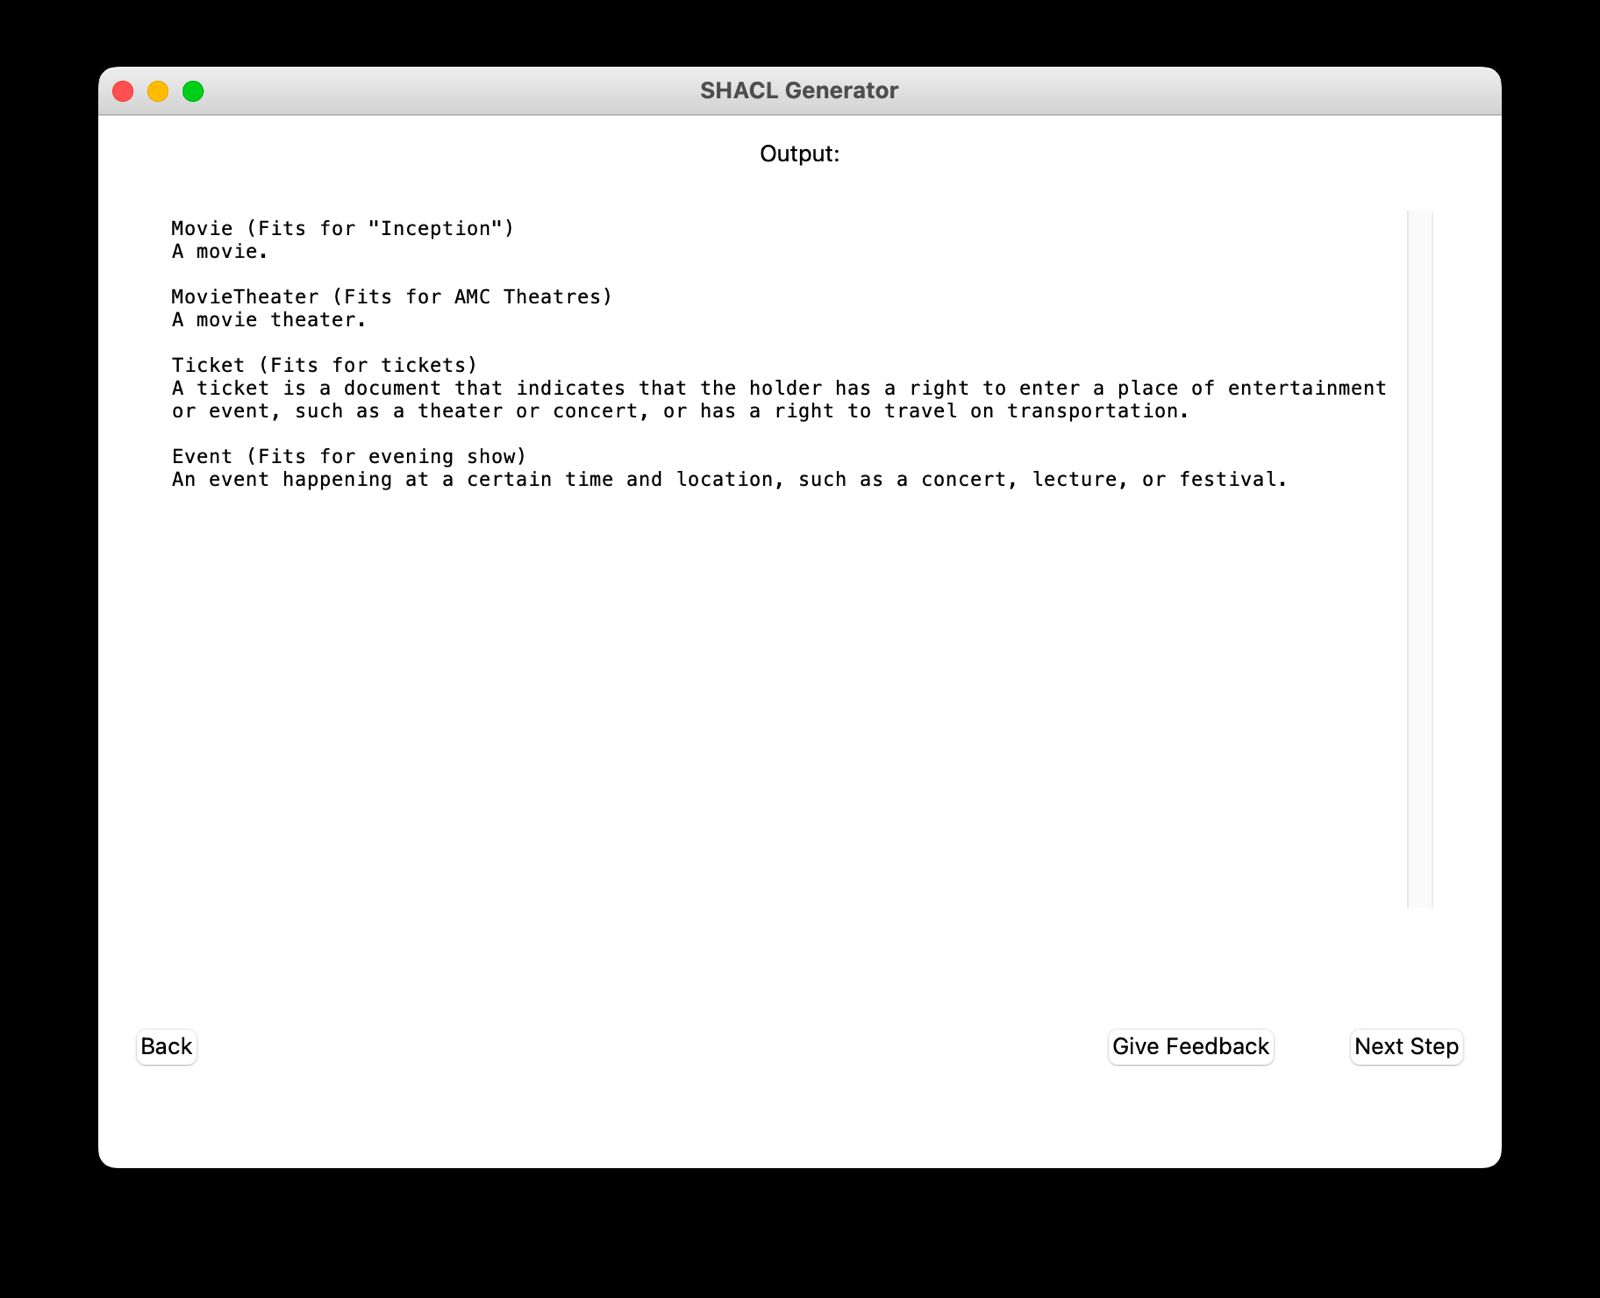 SHACL Generator
Output:
Movie (Fits for "Inception")
A movie.
MovieTheater (Fits for AMC Theatres)
A movie theater.
Ticket (Fits for tickets)
A ticket is a document that indicates that the holder has a right to enter a place of entertainment
or event, such as a theater or concert, or has a right to travel on transportation.
Event (Fits for evening show)
An event happening at a certain time and location, such as a concert, lecture, or festival.
Back
Give Feedback
Next Step